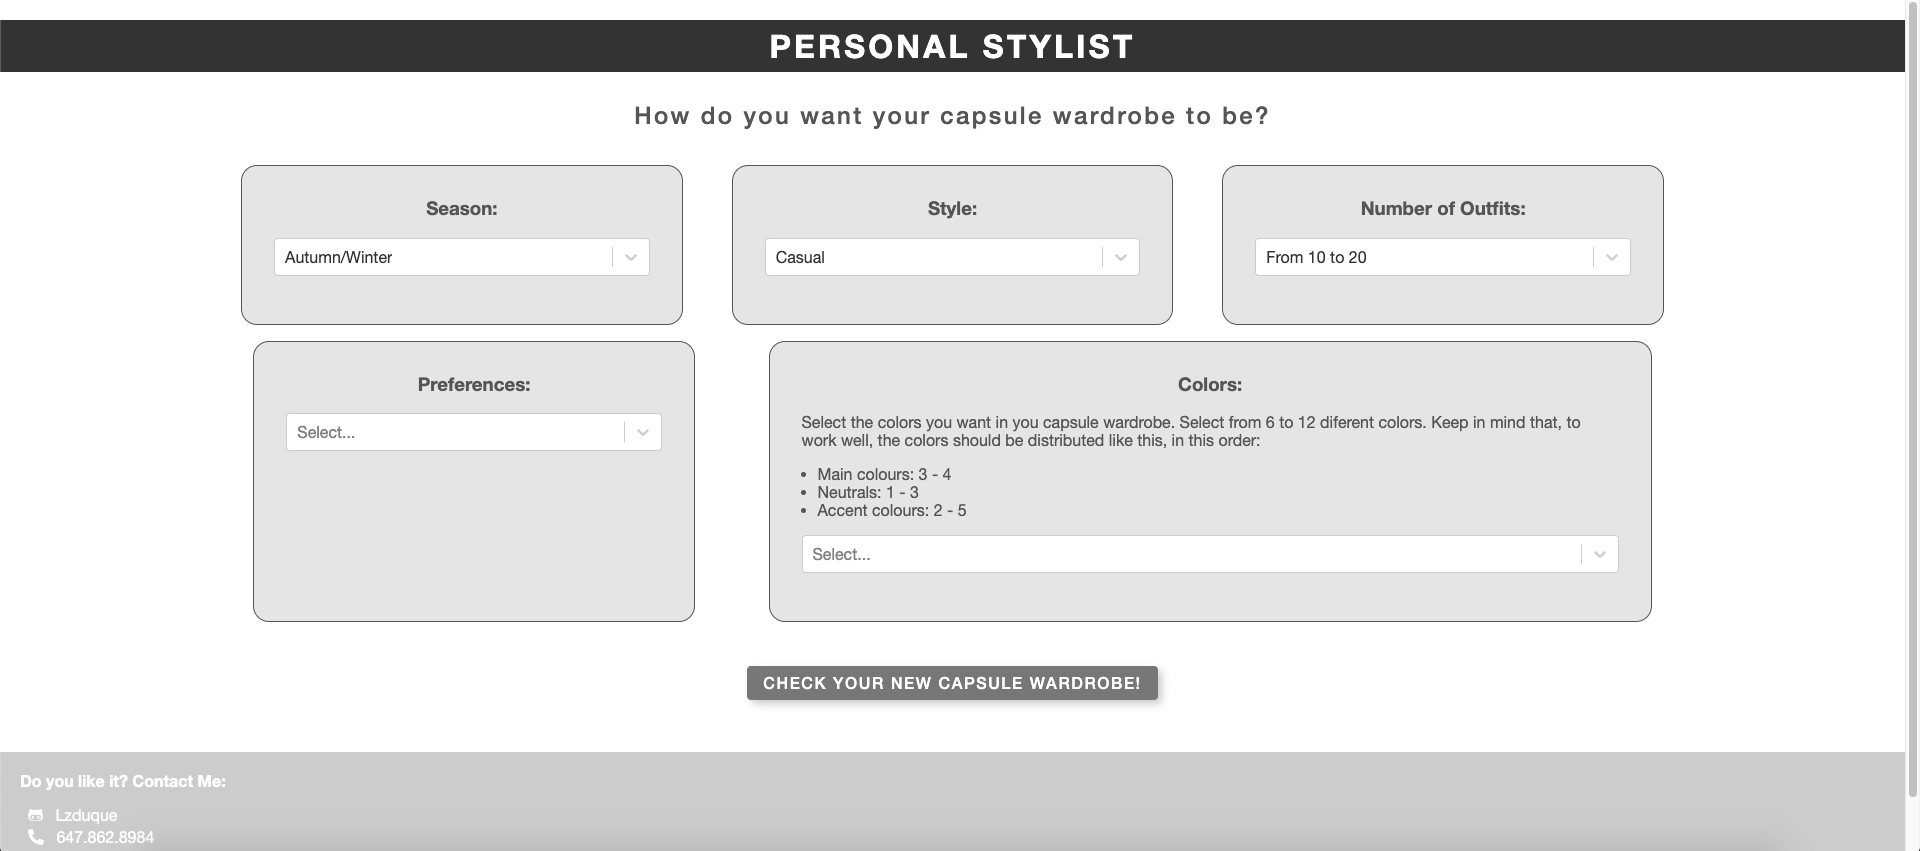 PERSONAL STYLIST
How do you want your capsule wardrobe to be?
Season:
Autumn/Winter
Style:
Casual
Number of Outfits:
From 10 to 20
Preferences:
Select...
Colors:
Select the colors you want in you capsule wardrobe. Select from 6 to 12 diferent colors. Keep in mind that, to
work well, the colors should be distributed like this, in this order:
• Main colours: 3 - 4
• Neutrals: 1 - 3
• Accent colours: 2 - 5
Select...
CHECK YOUR NEW CAPSULE WARDROBE!
Do you like it? Contact Me:
Lzduque
647.862.8984